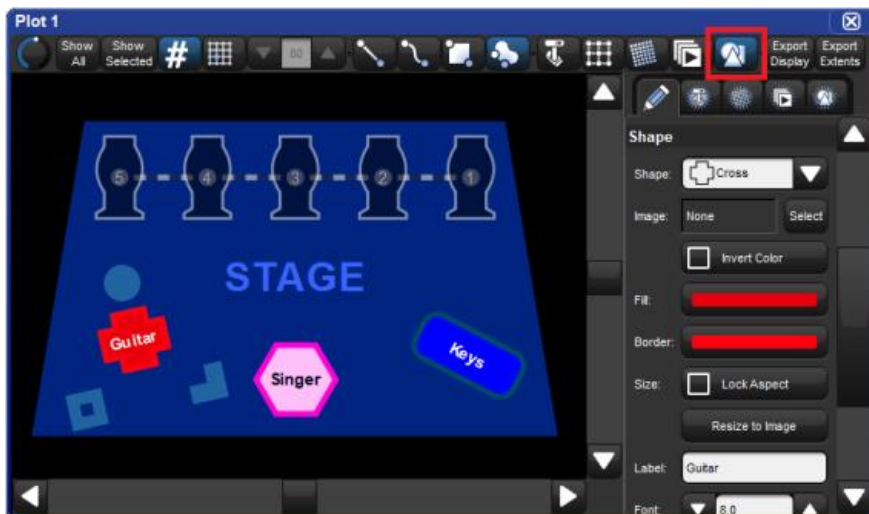 Plot 1
Show All
Show Selected
#
80
Export Display
Export Extents
5
4
3
2
1
STAGE
Guitar
Singer
Keys
Shape
Shape: Cross
Image: None Select
Invert Color
Fill:
Border:
Size: Lock Aspect
Resize to Image
Label: Guitar
Font: 8.0